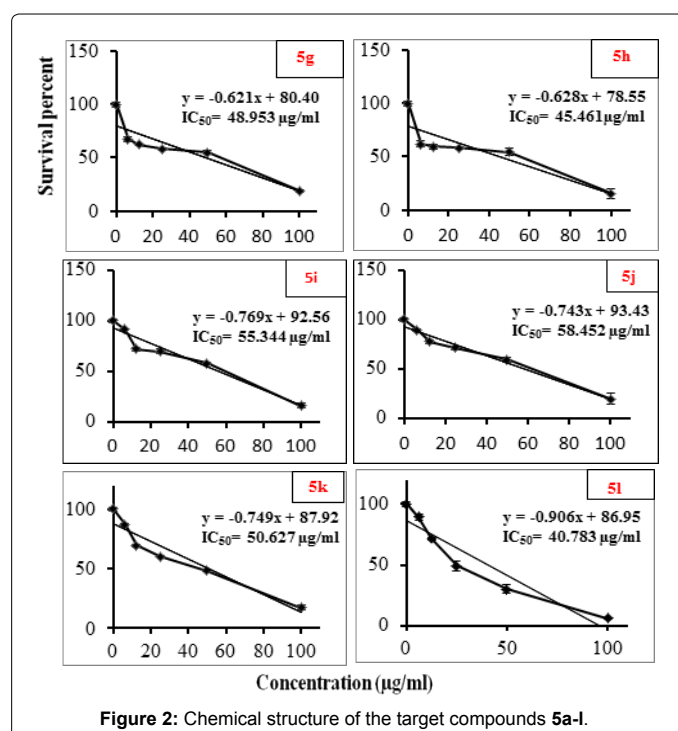 Survival percent
5g
y = -0.621x + 80.40
IC50= 48.953 µg/ml
150
100
50
0
0 20 40 60 80 100
5h
y = -0.628x + 78.55
IC50= 45.461 µg/ml
150
100
50
0
0 20 40 60 80 100
5i
y = -0.769x + 92.56
IC50= 55.344 µg/ml
150
100
50
0
0 20 40 60 80 100
5j
y = -0.743x + 93.43
IC50= 58.452 µg/ml
150
100
50
0
0 20 40 60 80 100
5k
y = -0.749x + 87.92
IC50= 50.627 µg/ml
100
50
0
0 20 40 60 80 100
5l
y = -0.906x + 86.95
IC50= 40.783 µg/ml
100
50
0
0 50 100
Concentration (µg/ml)
Figure 2: Chemical structure of the target compounds 5a-l.